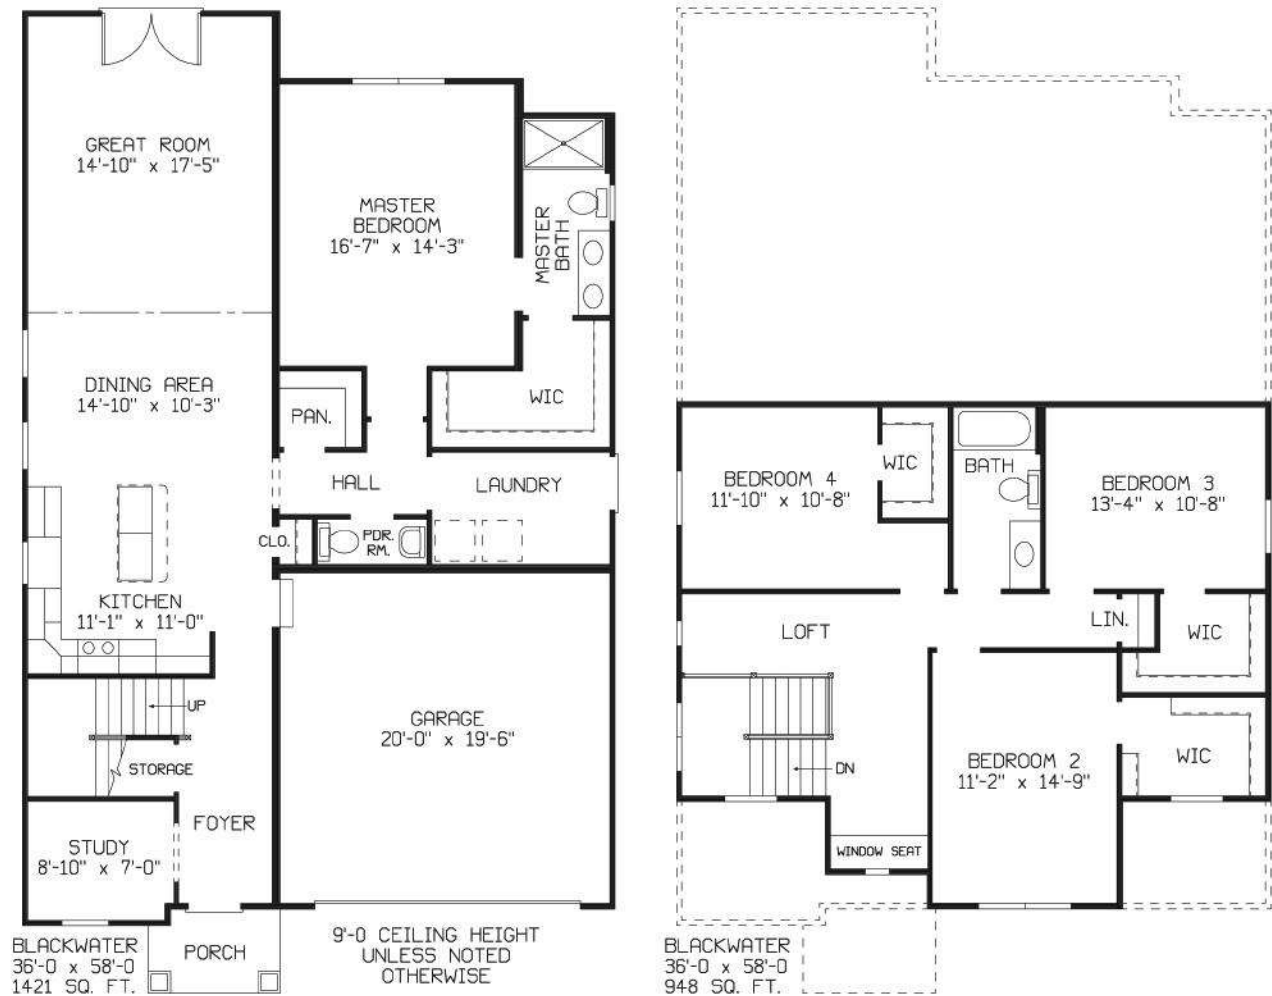 GREAT ROOM
14'-10" x 17'-5"
MASTER
BEDROOM
16'-7" x 14'-3"
MASTER
BATH
DINING AREA
14'-10" x 10'-3"
PAN.
WIC
HALL
LAUNDRY
CLO.
PDR.
RM.
KITCHEN
11'-1" x 11'-0"
UP
STORAGE
GARAGE
20'-0" x 19'-6"
FOYER
STUDY
8'-10" x 7'-0"
PORCH
9'-0 CEILING HEIGHT
UNLESS NOTED
OTHERWISE
BLACKWATER
36'-0 x 58'-0
1421 SQ. FT.
BEDROOM 4
11'-10" x 10'-8"
WIC
BATH
BEDROOM 3
13'-4" x 10'-8"
LOFT
LIN.
WIC
DN
BEDROOM 2
11'-2" x 14'-9"
WIC
WINDOW SEAT
BLACKWATER
36'-0 x 58'-0
948 SQ. FT.